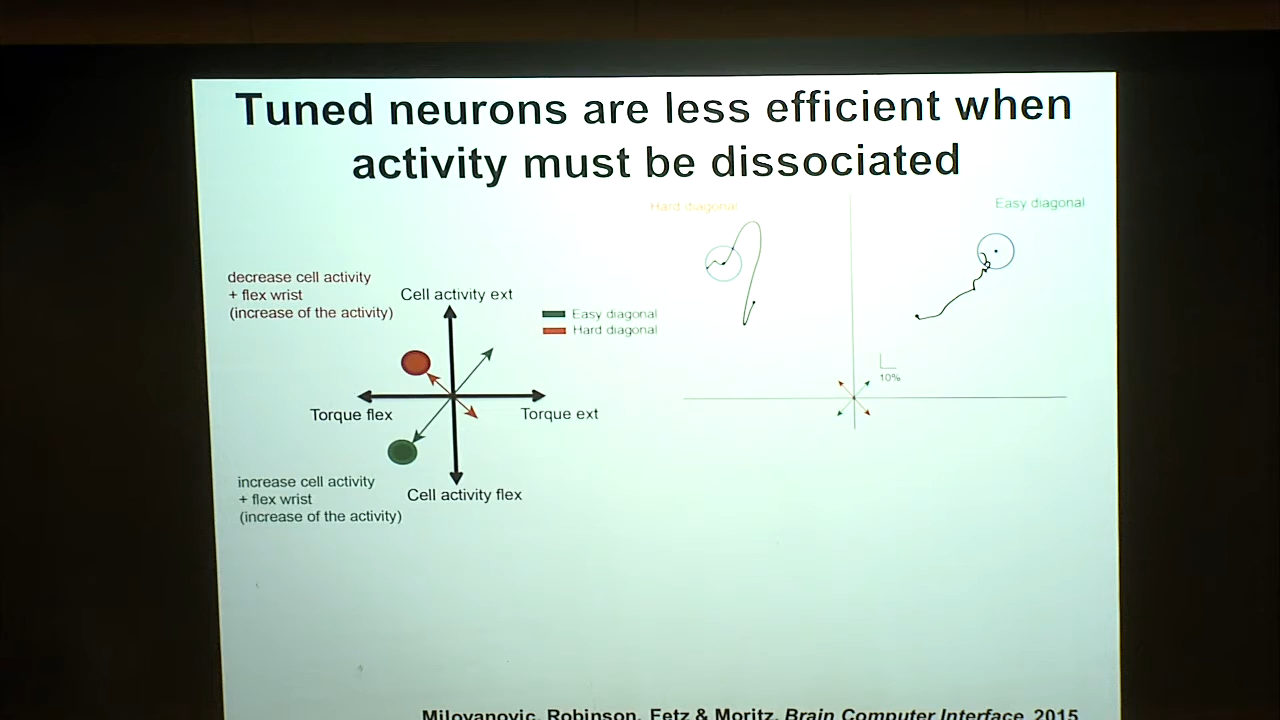 Tuned neurons are less efficient when
activity must be dissociated
Hard diagonal
Easy diagonal
decrease cell activity
+ flex wrist
(increase of the activity)
Cell activity ext
Easy diagonal
Hard diagonal
10%
Torque flex
Torque ext
increase cell activity
+ flex wrist
(increase of the activity)
Cell activity flex
Milovanovic, Robinson, Fetz & Moritz, Brain Computer Interface, 2015